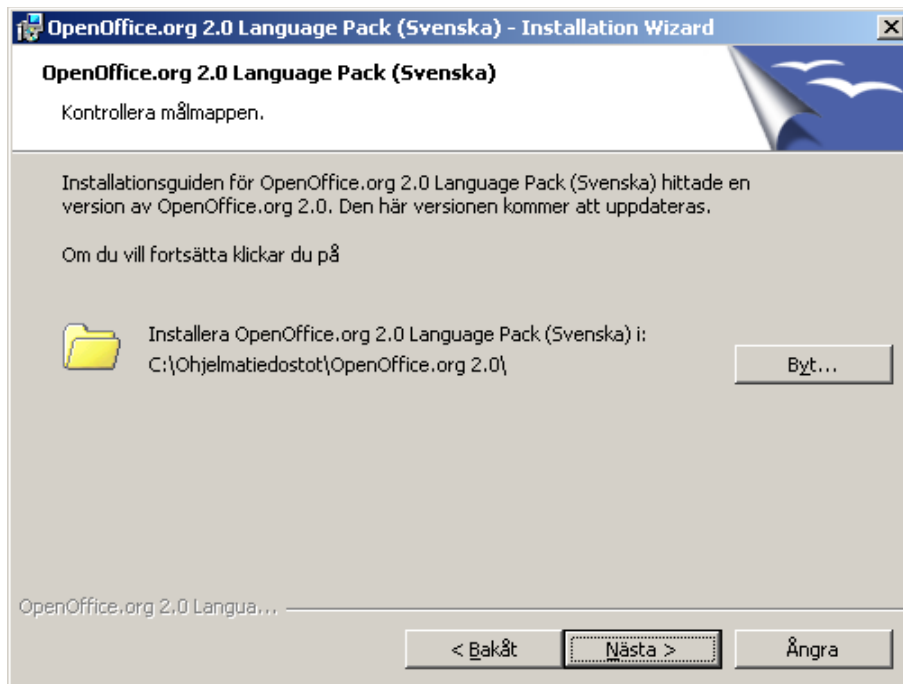 OpenOffice.org 2.0 Language Pack (Svenska) - Installation Wizard
OpenOffice.org 2.0 Language Pack (Svenska)
Kontrollera målmappen.
Installationsguiden för OpenOffice.org 2.0 Language Pack (Svenska) hittade en
version av OpenOffice.org 2.0. Den här versionen kommer att uppdateras.
Om du vill fortsätta klickar du på
Installera OpenOffice.org 2.0 Language Pack (Svenska) i:
C:\Ohjelmatiedostot\OpenOffice.org 2.0\
Byt...
OpenOffice.org 2.0 Langua...
< Bakåt
Nästa >
Ångra